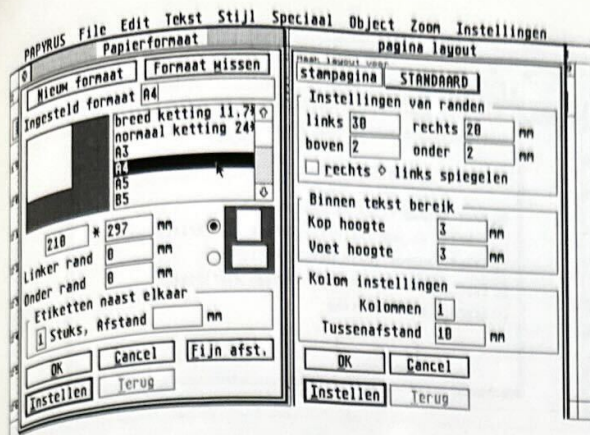 PAPYRUS File Edit Tekst Stijl Speciaal Object Zoom Instellingen
Papierformaat
Nieuw formaat Formaat wissen
Ingesteld formaat A4
breed ketting 11.7"
normaal ketting 24"
A3
A4
A5
B5
210 * 297 mm
Linker rand 0 mm
Onder rand 0 mm
Etiketten naast elkaar
1 Stuks, Afstand mm
OK Cancel Fijn afst.
Instellen Terug
pagina layout
Maak layout voor
stampagina STANDAARD
Instellingen van randen
links 30 rechts 20 mm
boven 2 onder 2 mm
rechts ⬦ links spiegelen
Binnen tekst bereik
Kop hoogte 3 mm
Voet hoogte 3 mm
Kolom instellingen
Kolommen 1
Tussenafstand 10 mm
OK Cancel
Instellen Terug